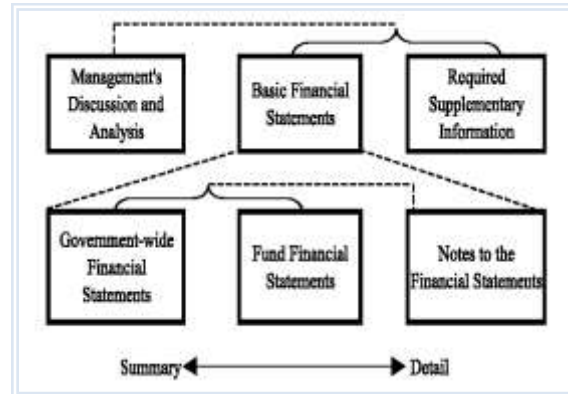 Management's
Discussion and
Analysis
Basic Financial
Statements
Required
Supplementary
Information
Government-wide
Financial
Statements
Fund Financial
Statements
Notes to the
Financial Statements
Summary
Detail